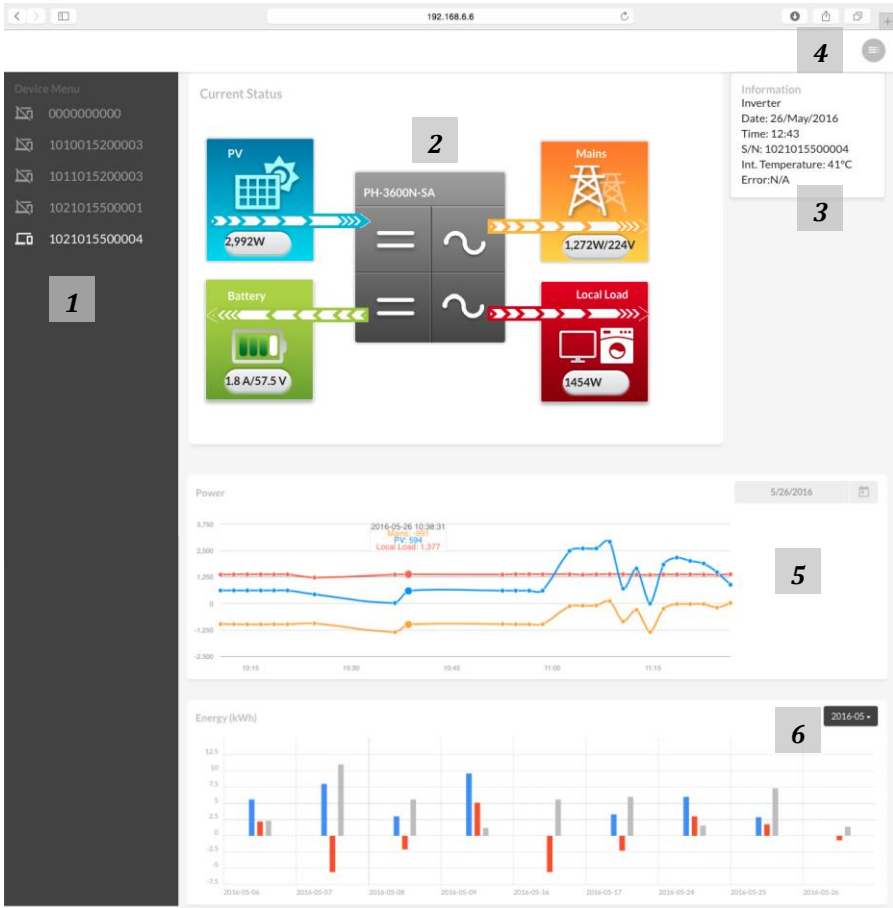 192.168.6.6
4
Device Menu
0000000000
1010015200003
1011015200003
1021015500001
1021015500004
1
Current Status
2
PV
2,992W
PH-3600N-SA
Mains
1,272W/224V
Battery
1.8 A/57.5 V
Local Load
1454W
Information
Inverter
Date: 26/May/2016
Time: 12:43
S/N: 1021015500004
Int. Temperature: 41°C
Error:N/A
3
Power
5/26/2016
3,750
2,500
1,250
0
-1,250
-2,500
2016-05-26 10:38:31
Mains: -991
PV: 594
Local Load: 1,377
10:15
10:30
10:45
11:00
11:15
5
Energy (kWh)
2016-05
6
12.5
10
7.5
5
2.5
0
-2.5
-5
-7.5
2016-05-06
2016-05-07
2016-05-08
2016-05-09
2016-05-16
2016-05-17
2016-05-24
2016-05-25
2016-05-26